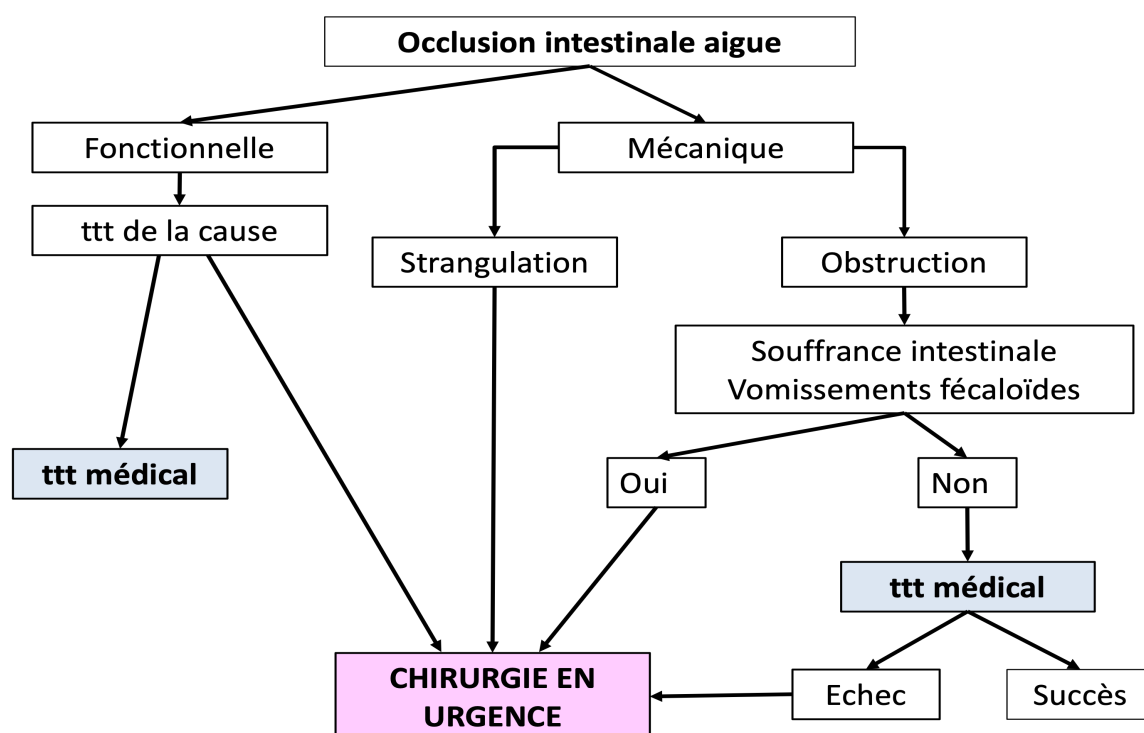 Occlusion intestinale aigue
Fonctionnelle
Mécanique
ttt de la cause
Strangulation
Obstruction
Souffrance intestinale
Vomissements fécaloïdes
ttt médical
Oui
Non
ttt médical
CHIRURGIE EN
URGENCE
Echec
Succès